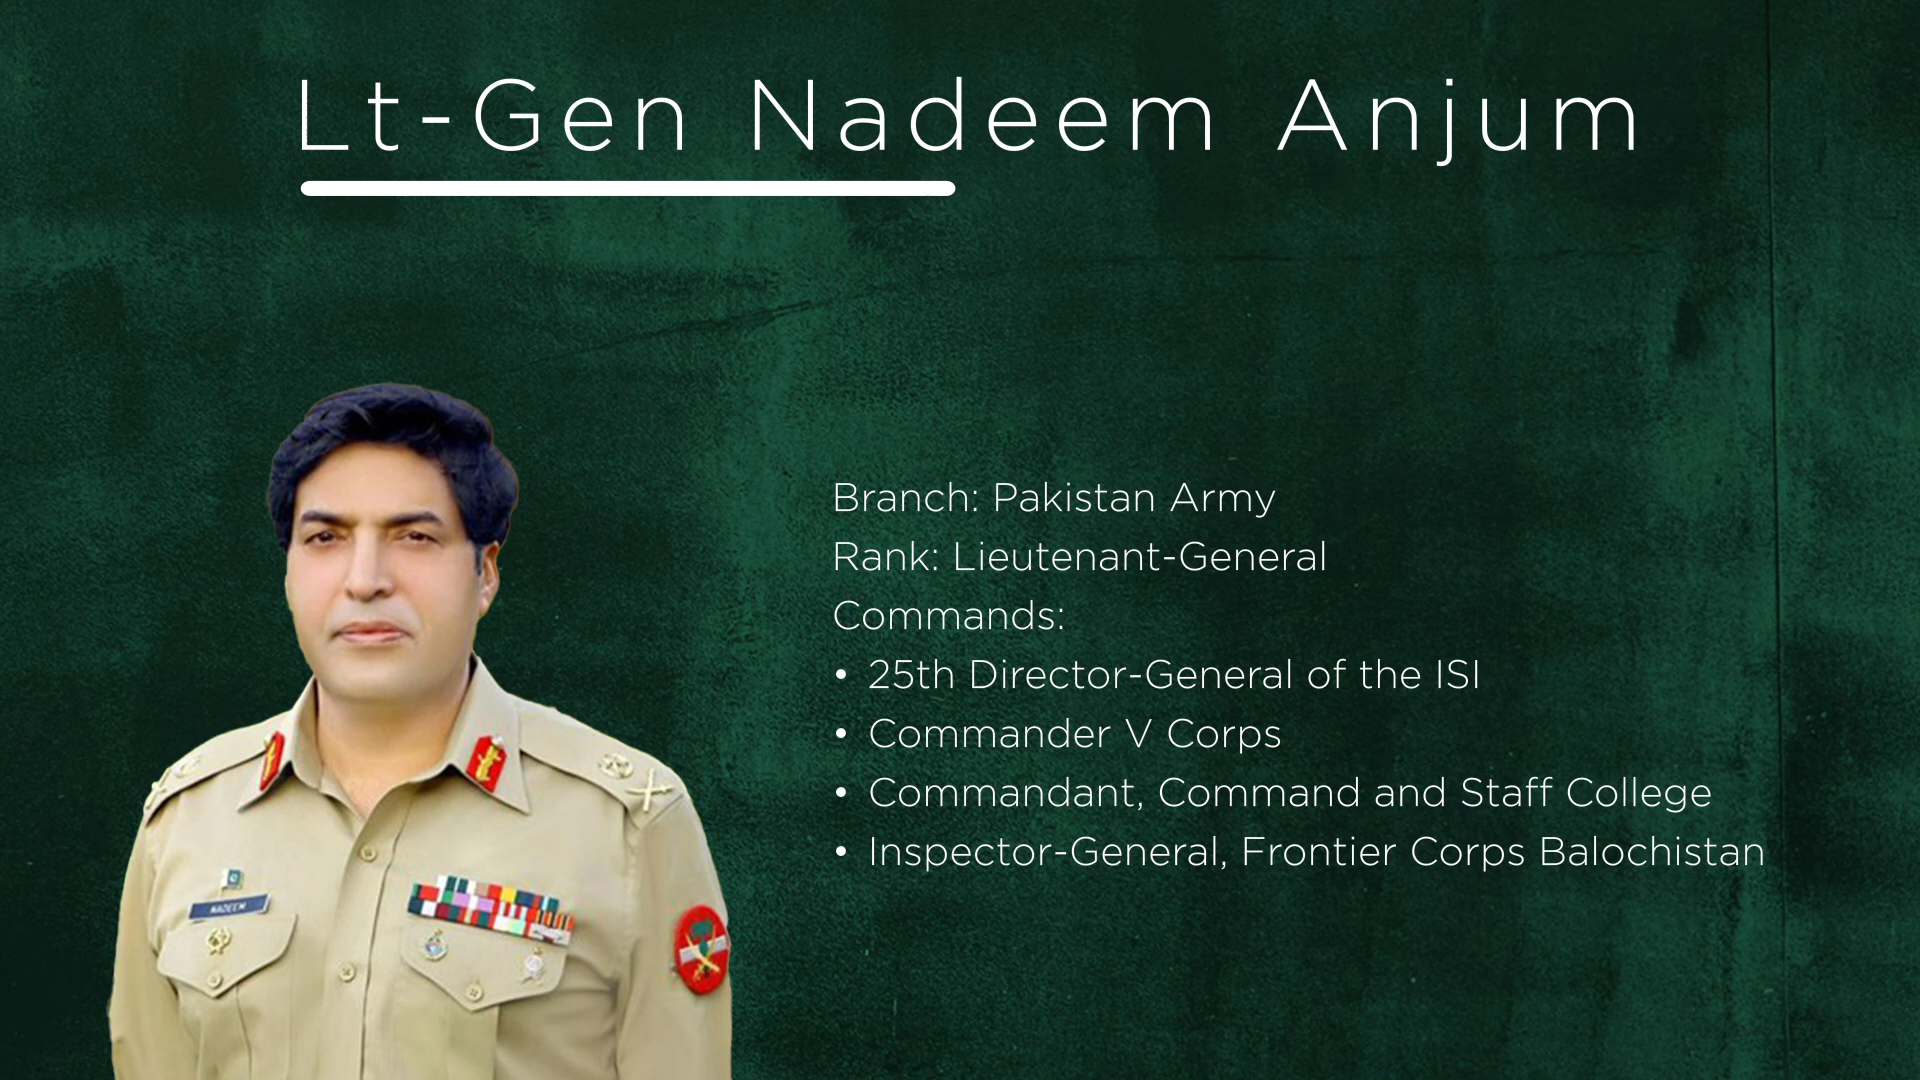 Lt-Gen Nadeem Anjum
Branch: Pakistan Army
Rank: Lieutenant-General
Commands:
• 25th Director-General of the ISI
• Commander V Corps
• Commandant, Command and Staff College
• Inspector-General, Frontier Corps Balochistan
NADEEM